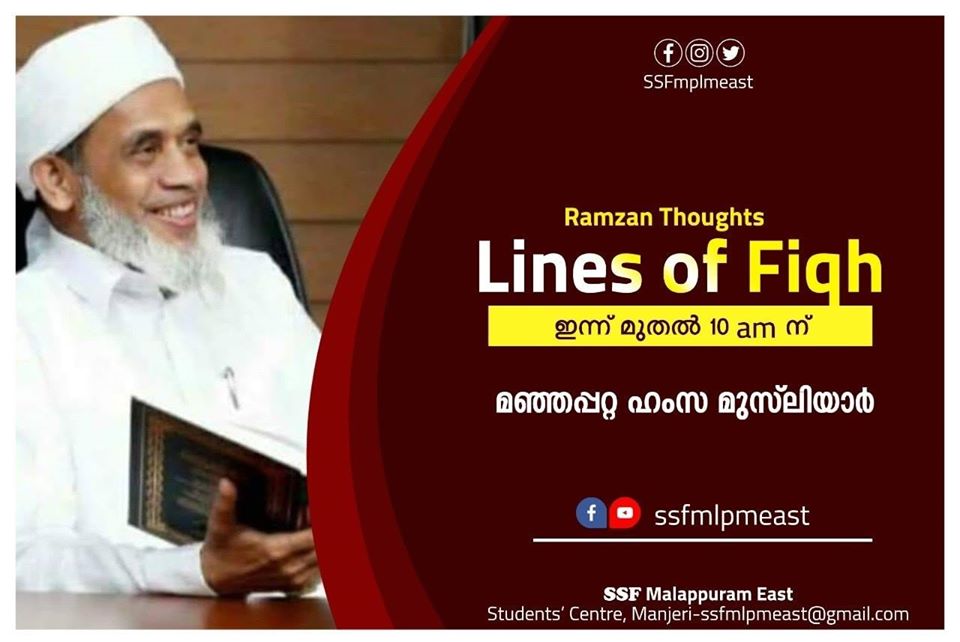 SSFmplmeast
Ramzan Thoughts
Lines of Fiqh
ഇന്ന് മുതൽ 10 am ന്
മഞ്ഞപ്പറ്റ ഹംസ മുസ്‌ലിയാർ
ssfmlpmeast
SSF Malappuram East
Students' Centre, Manjeri-ssfmlpmeast@gmail.com